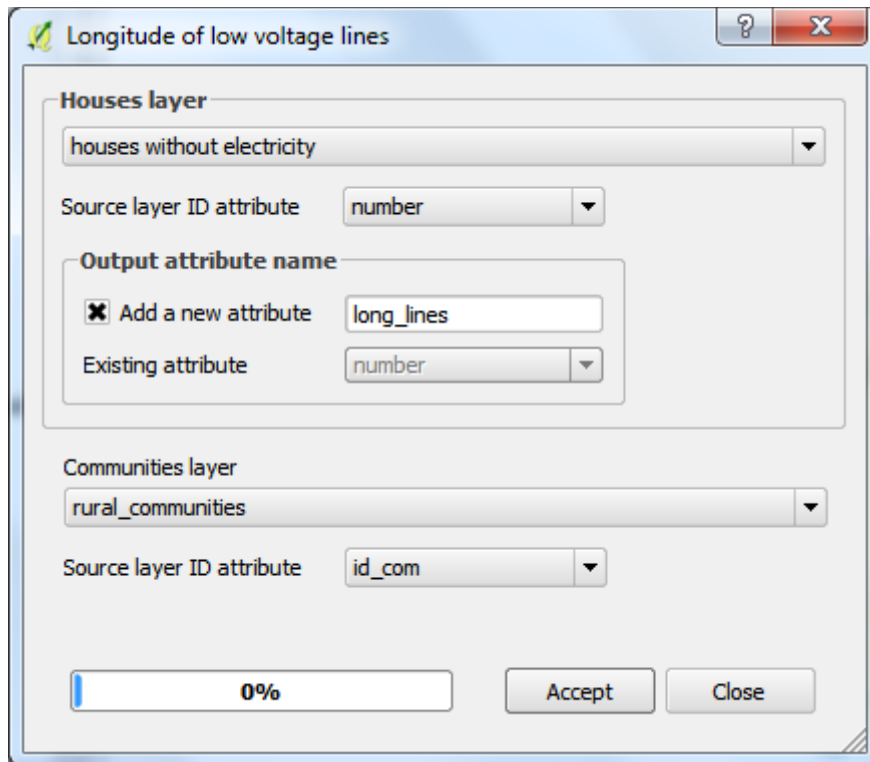 Longitude of low voltage lines
?
Houses layer
houses without electricity
Source layer ID attribute number
Output attribute name
Add a new attribute long_lines
Existing attribute number
Communities layer
rural_communities
Source layer ID attribute id_com
0% Accept Close